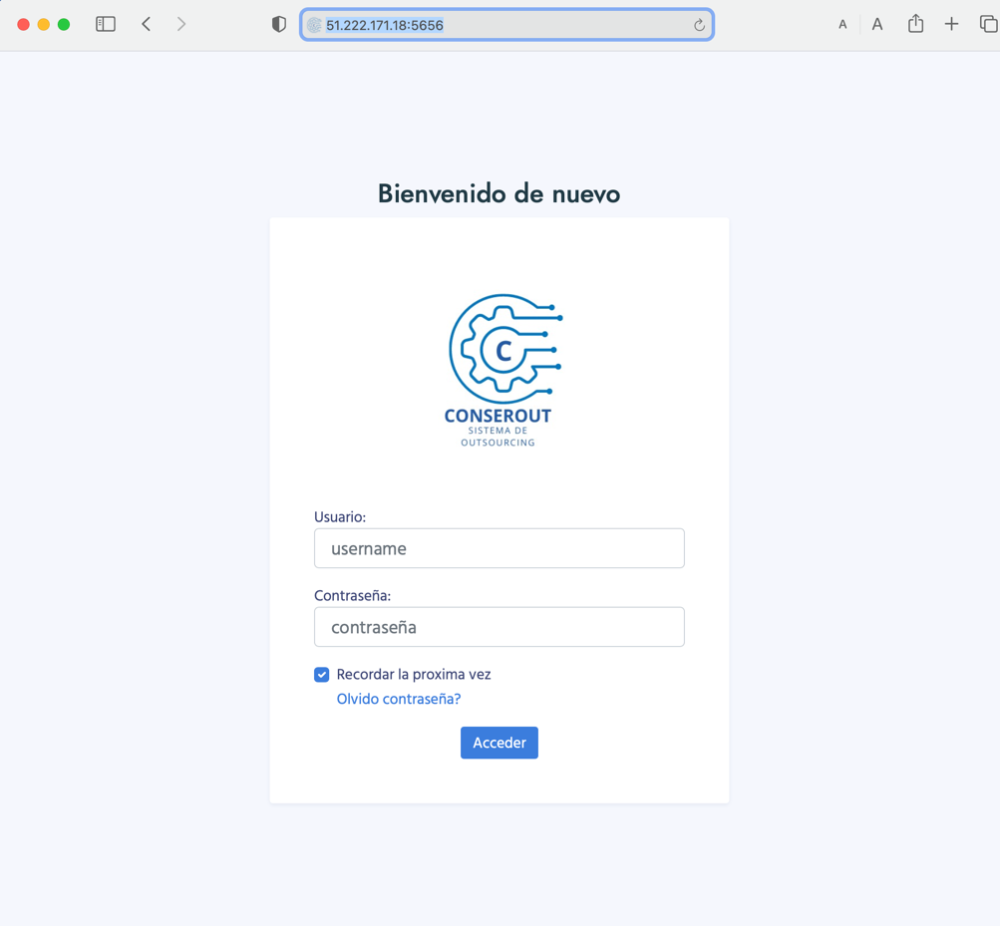 51.222.171.18:5656
A A
Bienvenido de nuevo
C
CONSEROUT
SISTEMA DE
OUTSOURCING
Usuario:
username
Contraseña:
contraseña
Recordar la proxima vez
Olvido contraseña?
Acceder